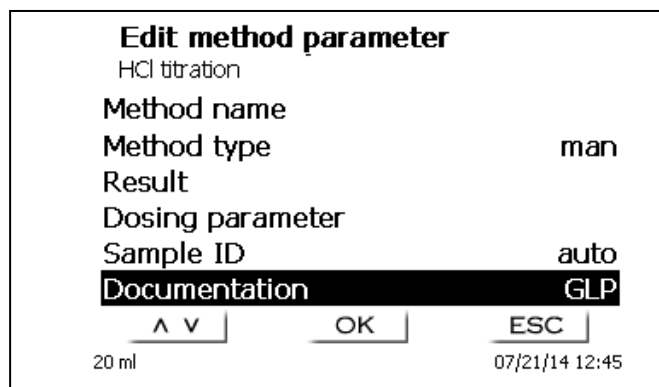 Edit method parameter
HCl titration
Method name
Method type man
Result
Dosing parameter
Sample ID auto
Documentation GLP
∧ ∨ OK ESC
20 ml 07/21/14 12:45